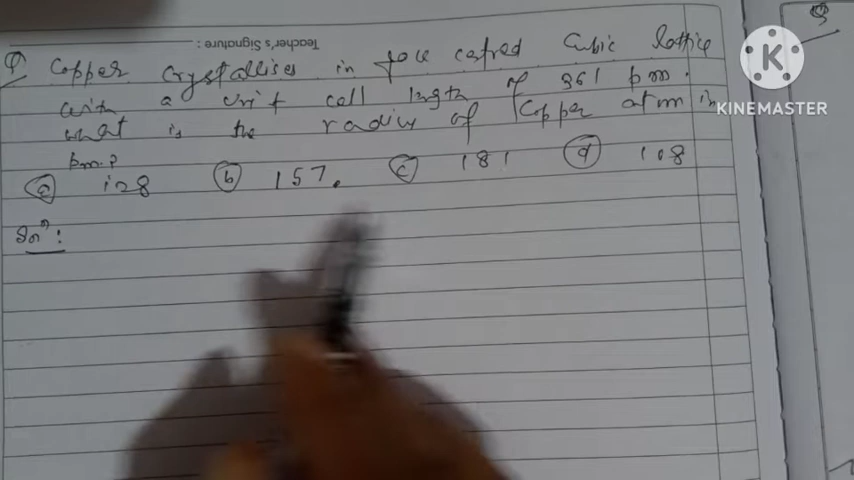 Teacher's Signature :
Q Copper crystallises in face centred cubic lattice
with a unit cell length of 361 pm.
what is the radius of Copper atom in
pm.?
(a) 128 (b) 157. (c) 181 (d) 108
Solⁿ:
K
KINEMASTER
Q